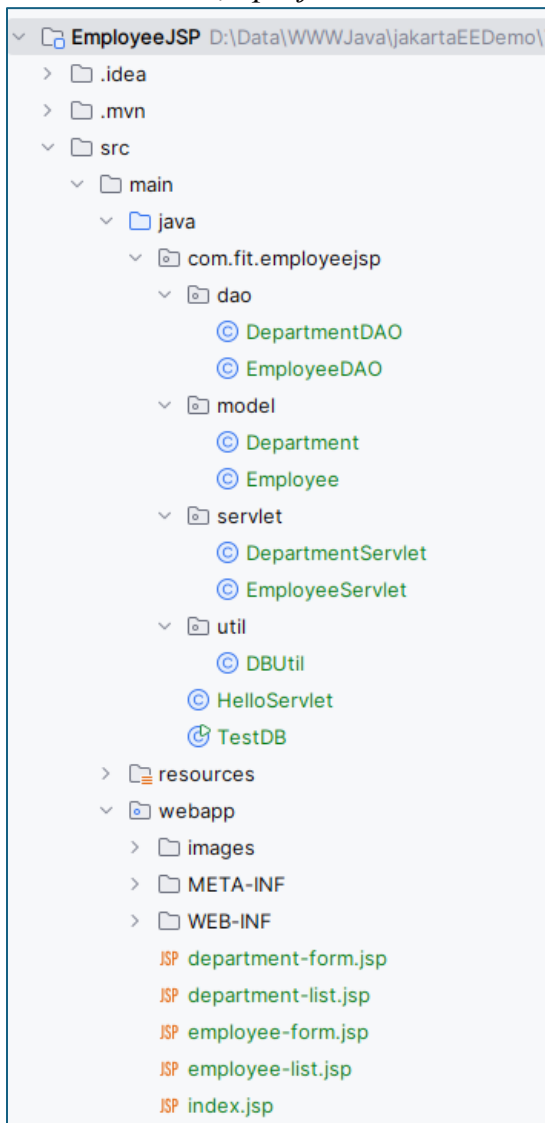 EmployeeJSP D:\Data\WWWJava\jakartaEEDemo\
.idea
.mvn
src
main
java
com.fit.employeejsp
dao
DepartmentDAO
EmployeeDAO
model
Department
Employee
servlet
DepartmentServlet
EmployeeServlet
util
DBUtil
HelloServlet
TestDB
resources
webapp
images
META-INF
WEB-INF
JSP department-form.jsp
JSP department-list.jsp
JSP employee-form.jsp
JSP employee-list.jsp
JSP index.jsp